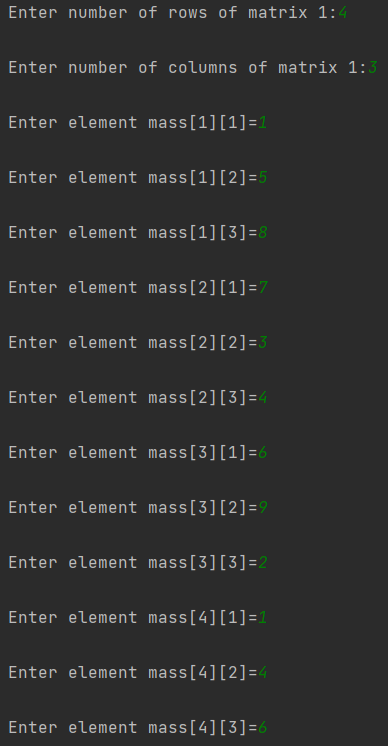 Enter number of rows of matrix 1:4
Enter number of columns of matrix 1:3
Enter element mass[1][1]=1
Enter element mass[1][2]=5
Enter element mass[1][3]=8
Enter element mass[2][1]=7
Enter element mass[2][2]=3
Enter element mass[2][3]=4
Enter element mass[3][1]=6
Enter element mass[3][2]=9
Enter element mass[3][3]=2
Enter element mass[4][1]=1
Enter element mass[4][2]=4
Enter element mass[4][3]=6